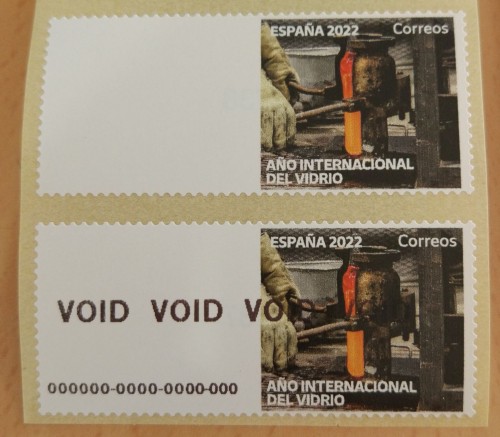 ESPAÑA 2022 Correos
AÑO INTERNACIONAL
DEL VIDRIO
ESPAÑA 2022 Correos
VOID VOID VOID
000000-0000-0000-000
AÑO INTERNACIONAL
DEL VIDRIO